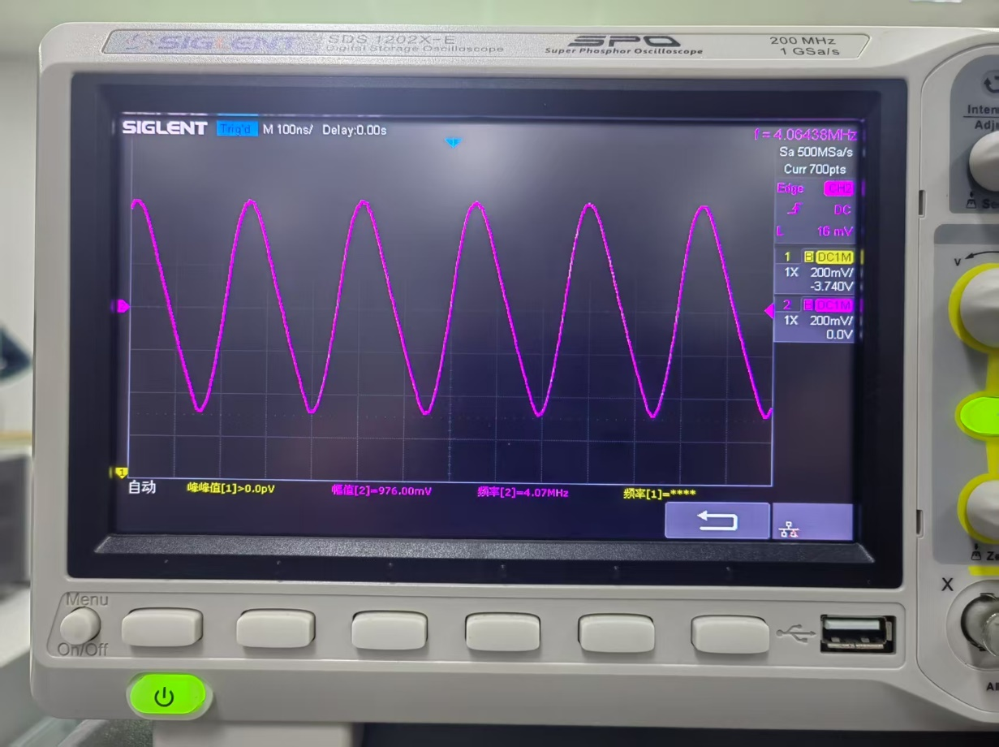 SIGLENT SDS 1202X-E
Digital Storage Oscilloscope
SPO
Super Phosphor Oscilloscope
200 MHz
1 GSa/s
SIGLENT Trig'd M 100ns/ Delay:0.00s
f = 4.06438MHz
Sa 500MSa/s
Curr 700pts
Edge CH2
DC
L 16 mV
1 B DC1M
1X 200mV/
-3.740V
2 B DC1M
1X 200mV/
0.0V
1
自动 峰峰值[1]>0.0pV 幅值[2]=976.00mV 频率[2]=4.07MHz 频率[1]=****
Menu
On/Off
V
X